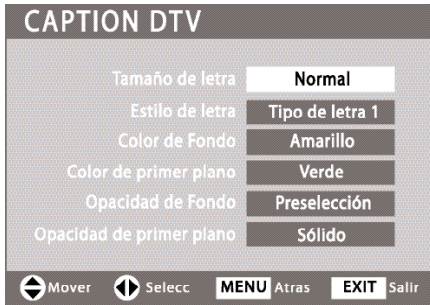 CAPTION DTV
Tamaño de letra Normal
Estilo de letra Tipo de letra 1
Color de Fondo Amarillo
Color de primer plano Verde
Opacidad de Fondo Preselección
Opacidad de primer plano Sólido
Mover Selecc MENU Atras EXIT Salir